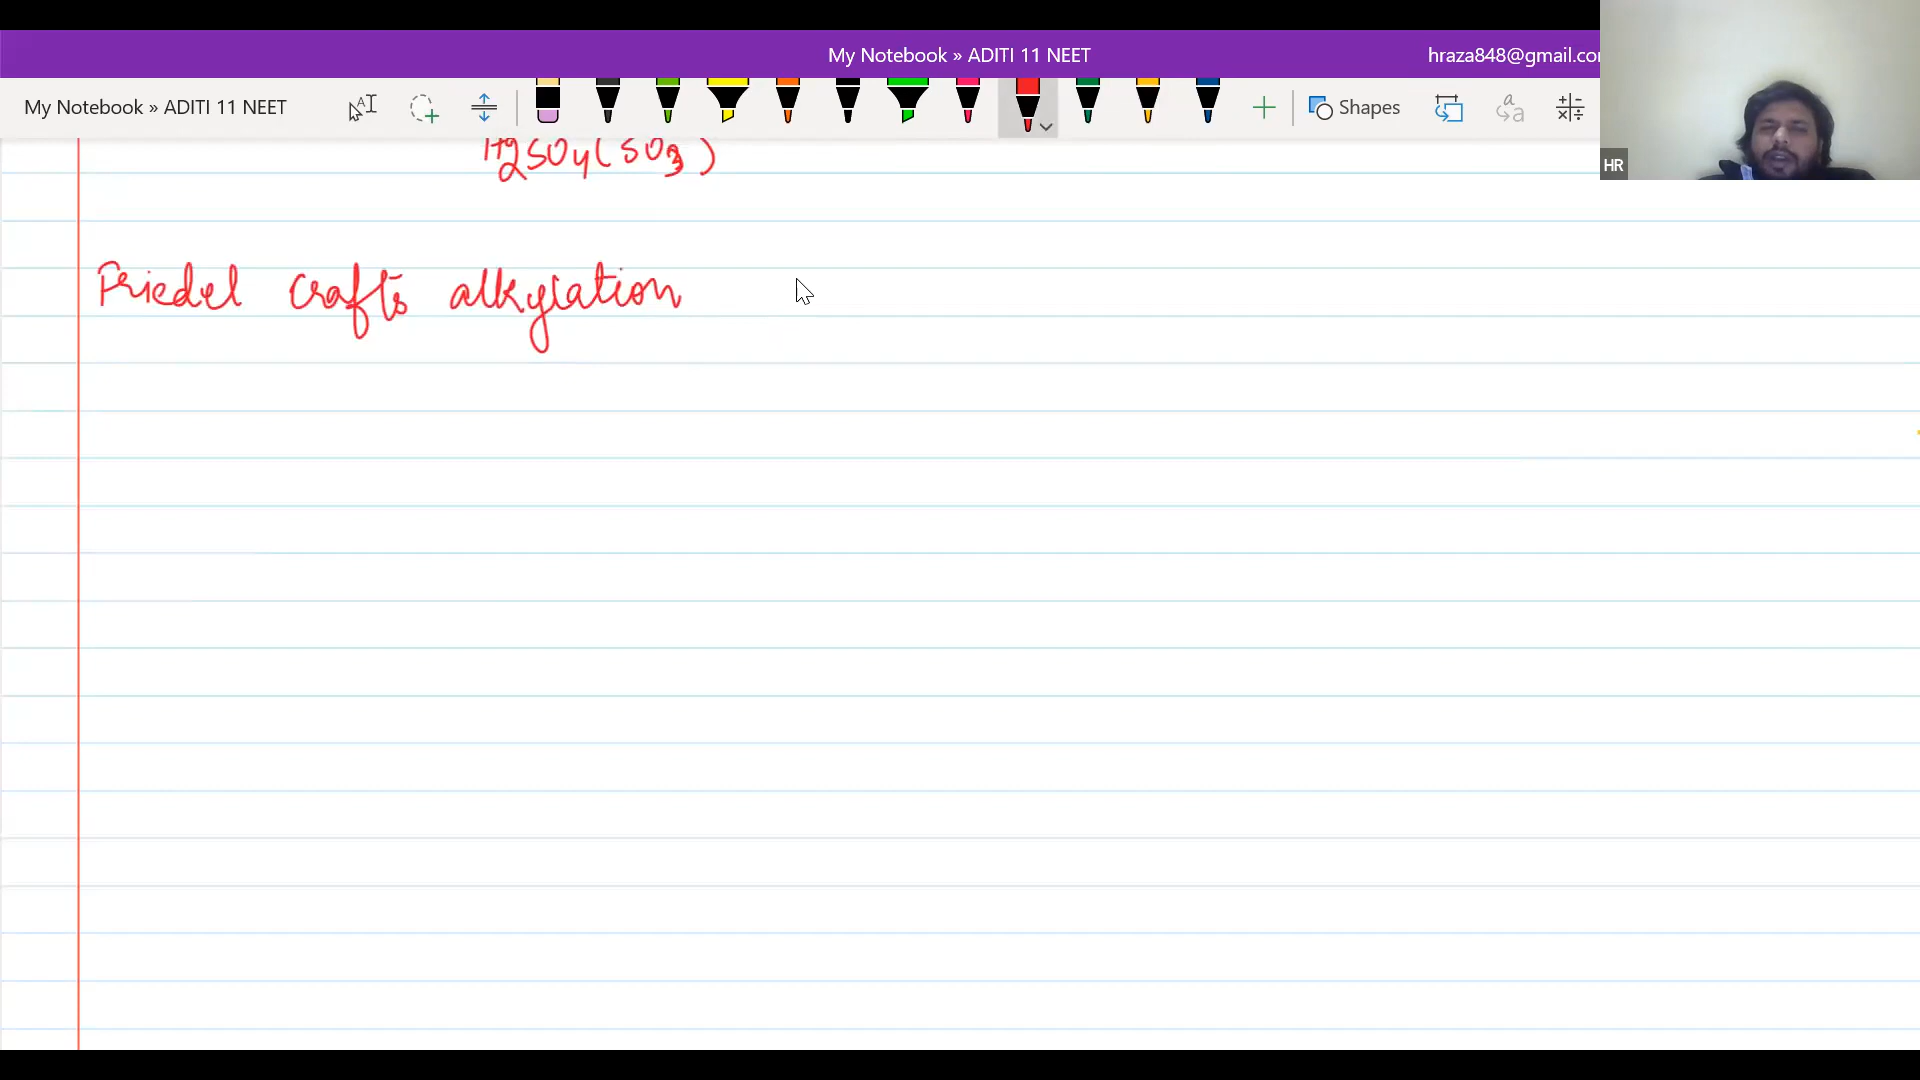 My Notebook » ADITI 11 NEET
hraza848@gmail.co
My Notebook » ADITI 11 NEET
Shapes
HR
H2SO4(SO3)
Friedel Crafts alkylation